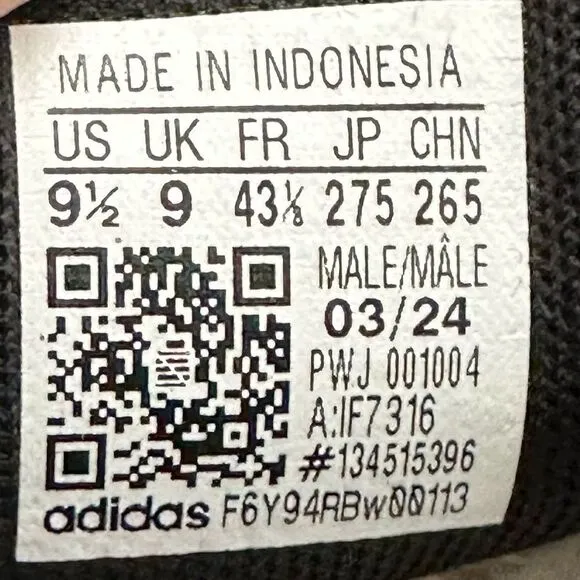 MADE IN INDONESIA
US UK FR JP CHN
9½ 9 43⅓ 275 265
MALE/MÂLE
03/24
PWJ 001004
A:IF7316
#134515396
adidas F6Y94RBw00113